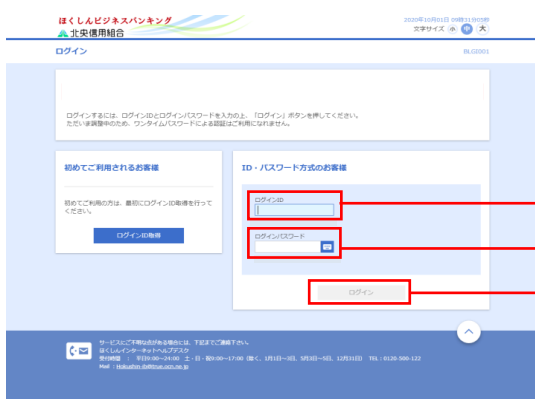 ほくしんビジネスバンキング
北央信用組合
2020年10月01日 09時31分05秒
文字サイズ 小 中 大
ログイン
BLGI001
ログインするには、ログインIDとログインパスワードを入力の上、「ログイン」ボタンを押してください。
ただいま調整中のため、ワンタイムパスワードによる認証はご利用になれません。
初めてご利用されるお客様
ID・パスワード方式のお客様
初めてご利用の方は、最初にログインID取得を行って
ください。
ログインID取得
ログインID
ログインパスワード
ログイン
サービスにご不明な点がある場合には、下記までご連絡下さい。
ほくしんインターネットヘルプデスク
受付時間 : 平日9:00~24:00 土・日・祝9:00~17:00 (除く、1月1日~3日、5月3日~5日、12月31日) TEL:0120-500-122
Mail :